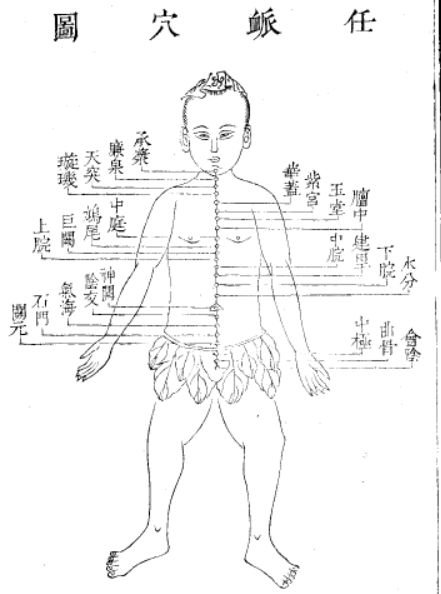 任衇穴圖
膻中
玉堂
紫宮
華蓋
承漿
廉泉
天突
璇璣
水分
下脘
建里
中脘
中庭
鳩尾
巨闕
上脘
神闕
陰交
氣海
石門
關元
會陰
曲骨
中極